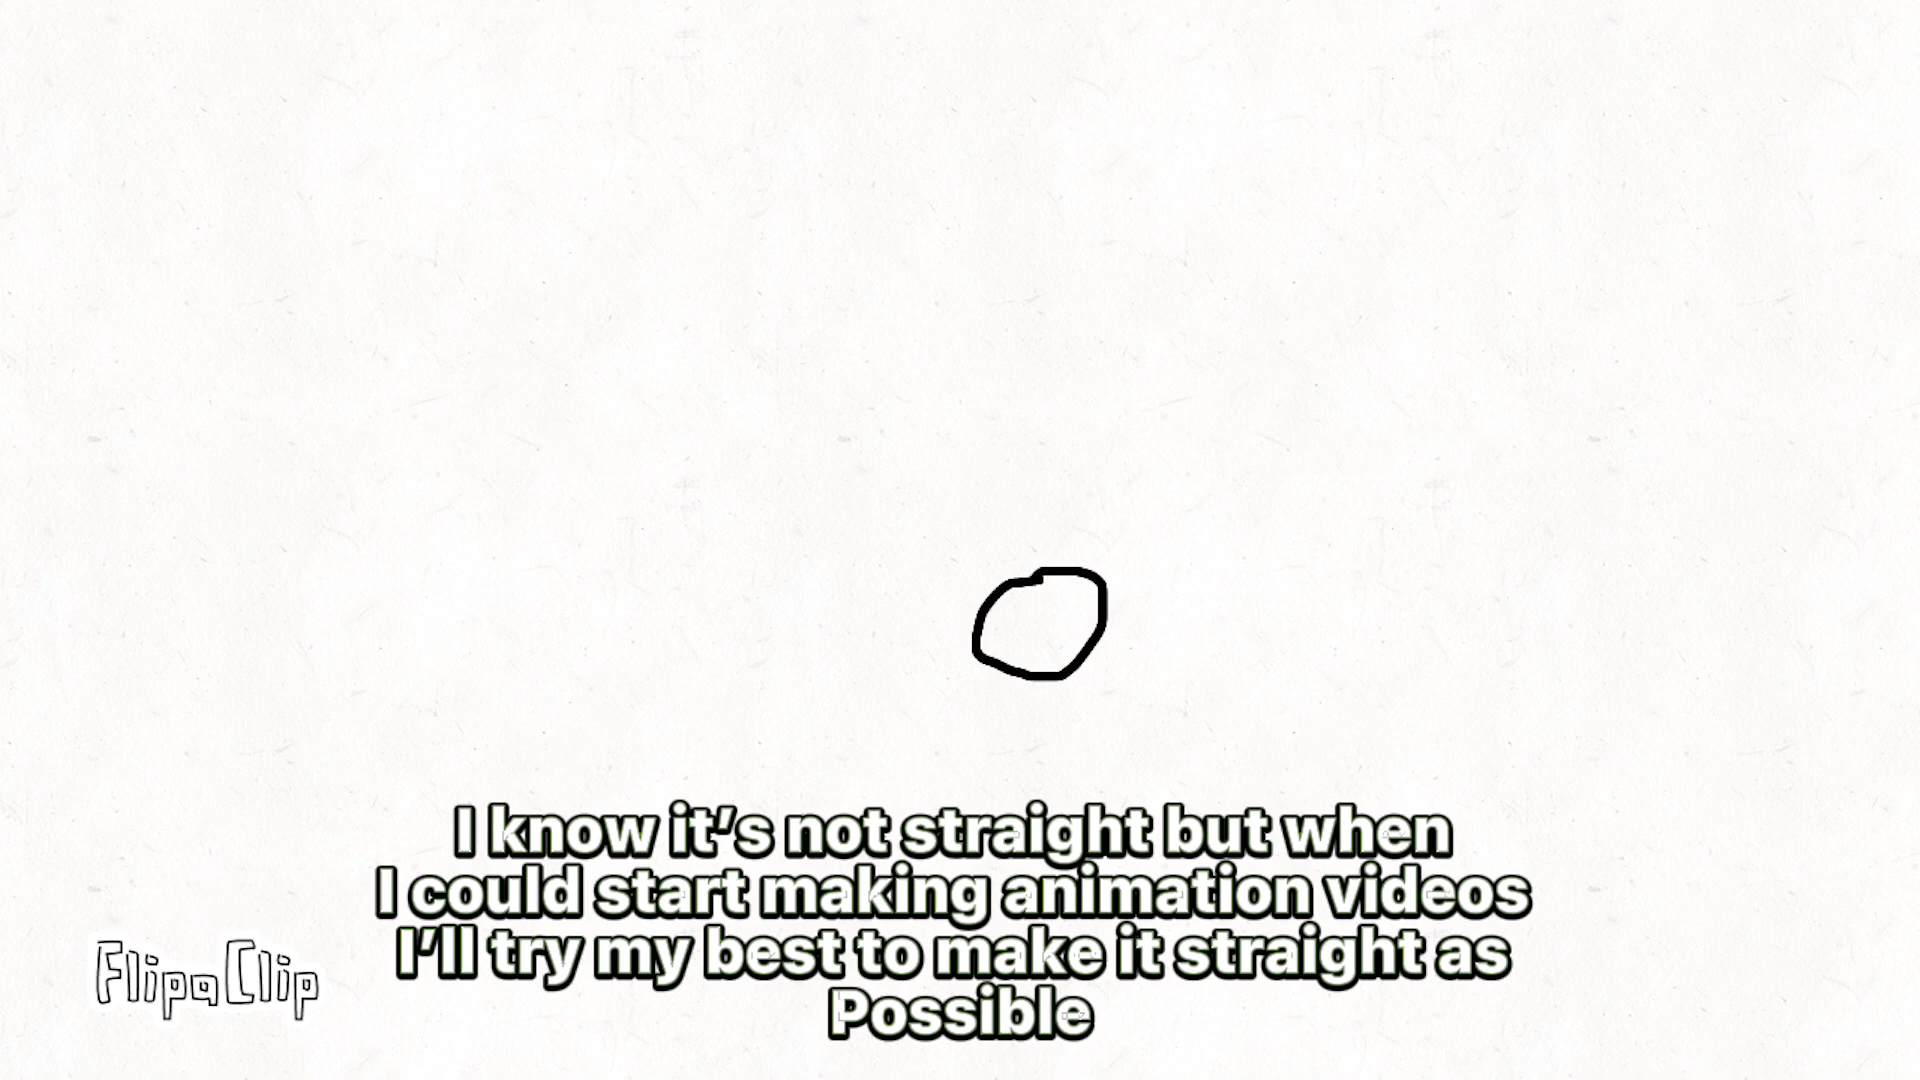 I know it's not straight but when
I could start making animation videos
I'll try my best to make it straight as
Possible
FlipaClip